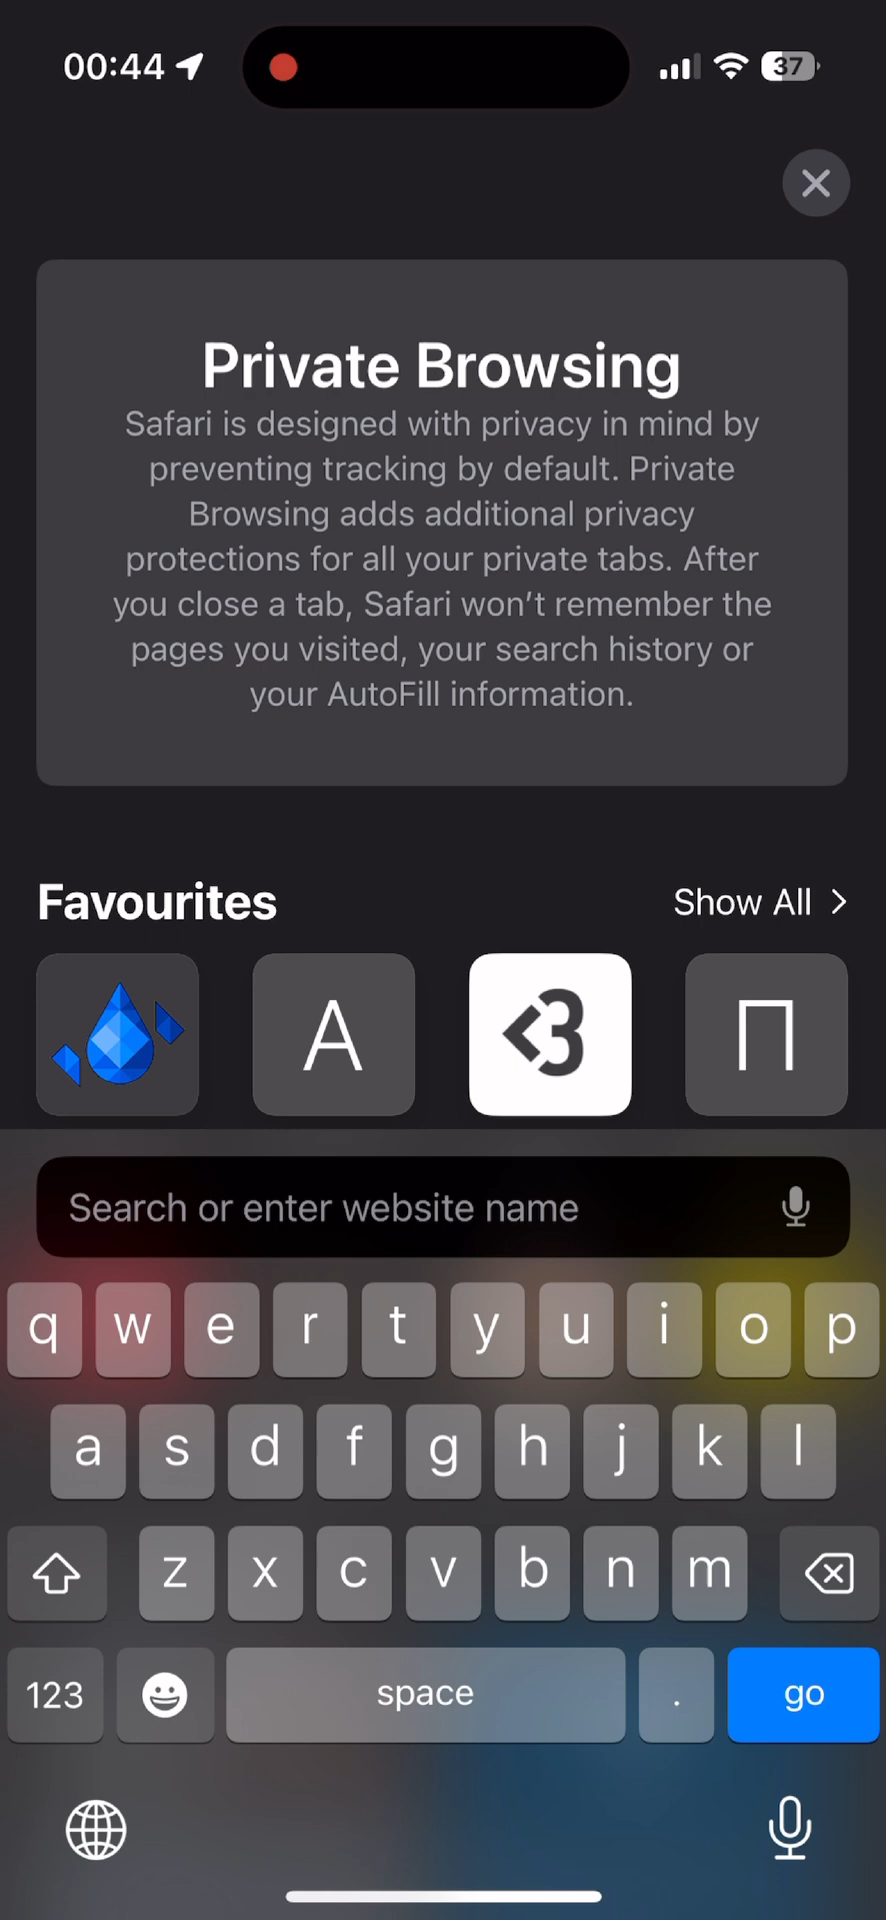 00:44
37
Private Browsing
Safari is designed with privacy in mind by
preventing tracking by default. Private
Browsing adds additional privacy
protections for all your private tabs. After
you close a tab, Safari won’t remember the
pages you visited, your search history or
your AutoFill information.
Favourites Show All
A <3 П
Search or enter website name
q w e r t y u i o p
a s d f g h j k l
z x c v b n m
123 space . go